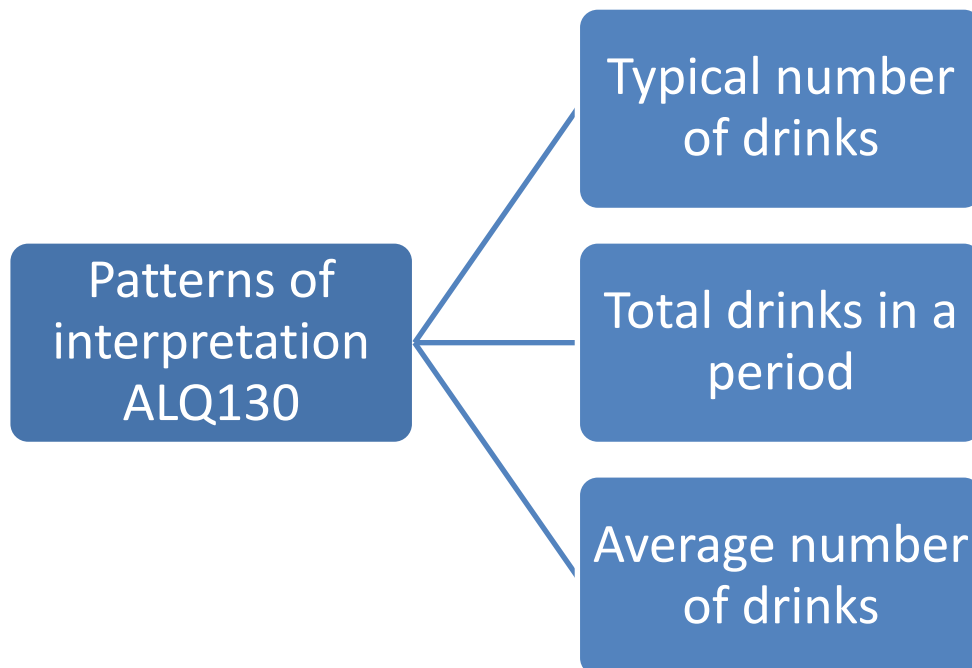 Patterns of
interpretation
ALQ130
Typical number
of drinks
Total drinks in a
period
Average number
of drinks